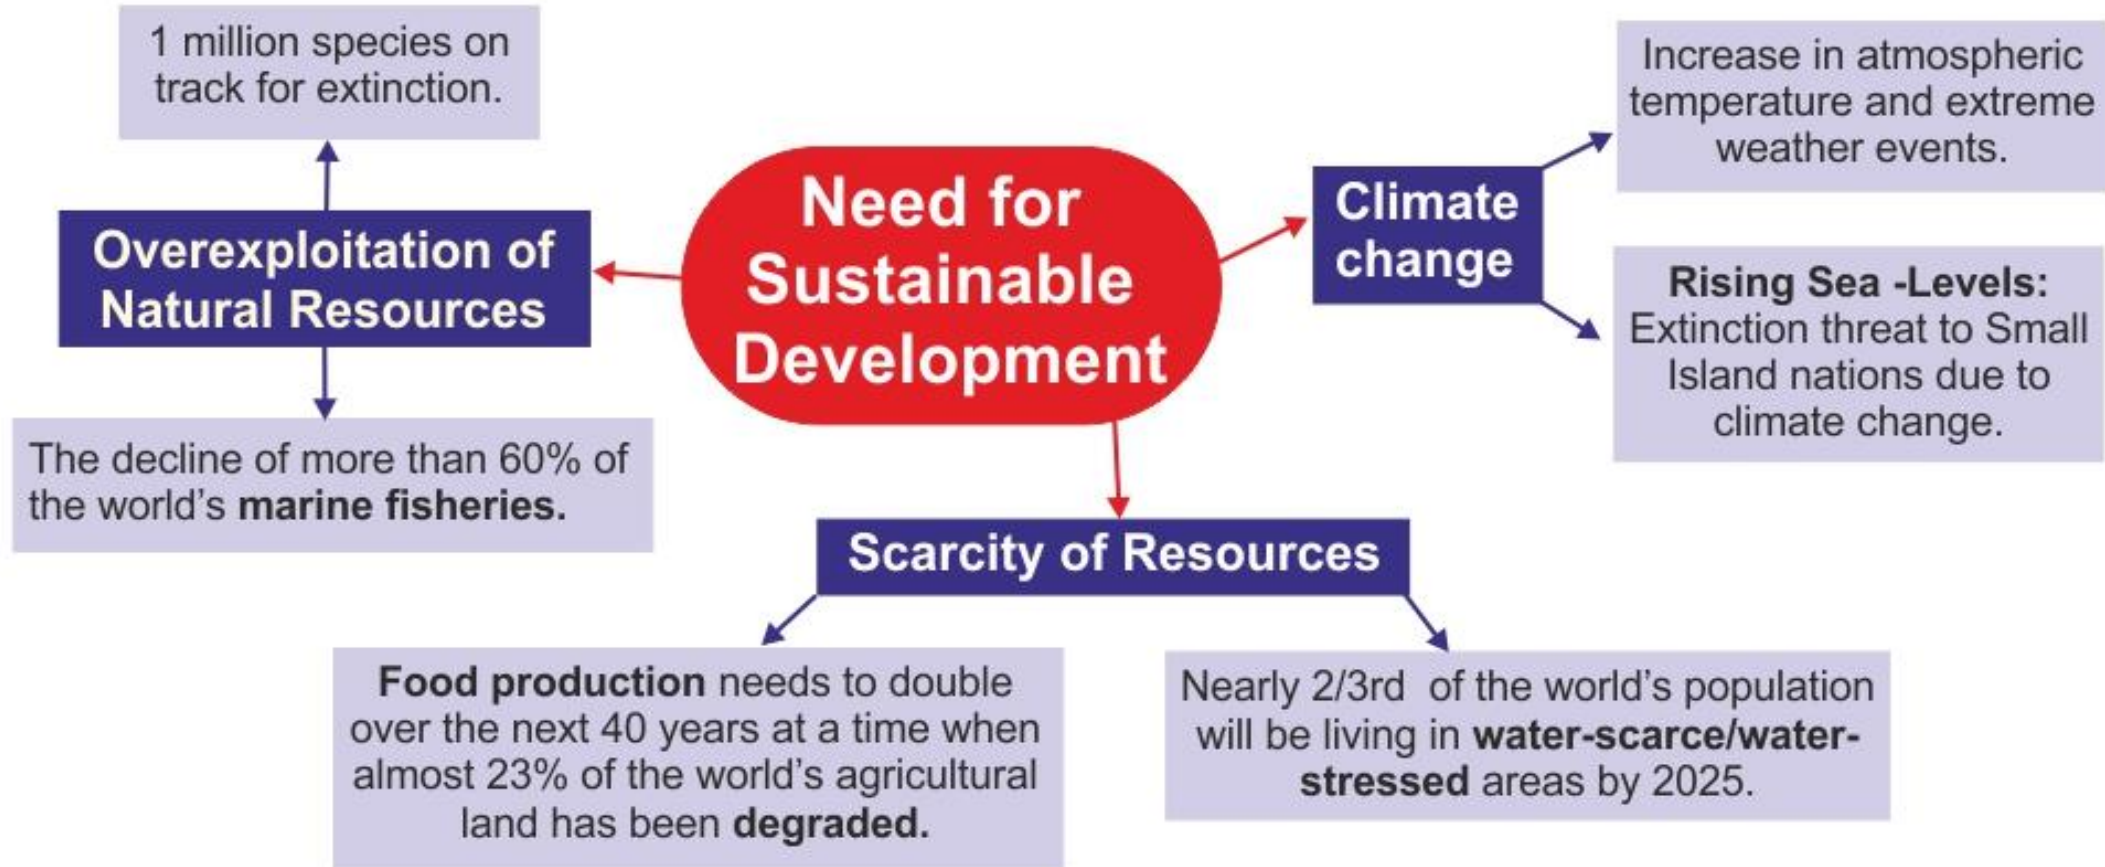 1 million species on
track for extinction.
Overexploitation of
Natural Resources
The decline of more than 60% of
the world's marine fisheries.
Need for
Sustainable
Development
Climate
change
Increase in atmospheric
temperature and extreme
weather events.
Rising Sea -Levels:
Extinction threat to Small
Island nations due to
climate change.
Scarcity of Resources
Food production needs to double
over the next 40 years at a time when
almost 23% of the world's agricultural
land has been degraded.
Nearly 2/3rd of the world's population
will be living in water-scarce/water-
stressed areas by 2025.